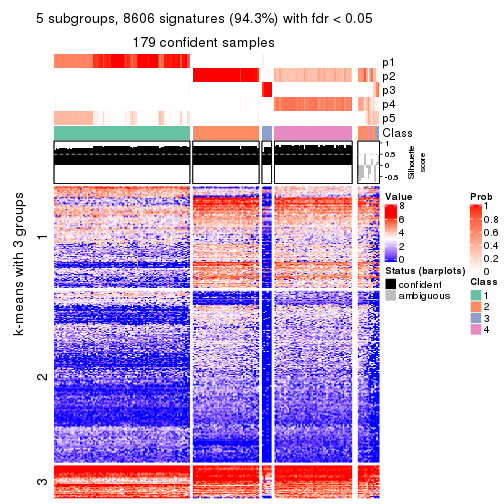 5 subgroups, 8606 signatures (94.3%) with fdr < 0.05
179 confident samples
p1
p2
p3
p4
p5
Class
1
0.5
0
-0.5
Silhouette
score
k-means with 3 groups
1
2
3
Value
8
6
4
2
0
Status (barplots)
confident
ambiguous
Prob
1
0.8
0.6
0.4
0.2
0
Class
1
2
3
4